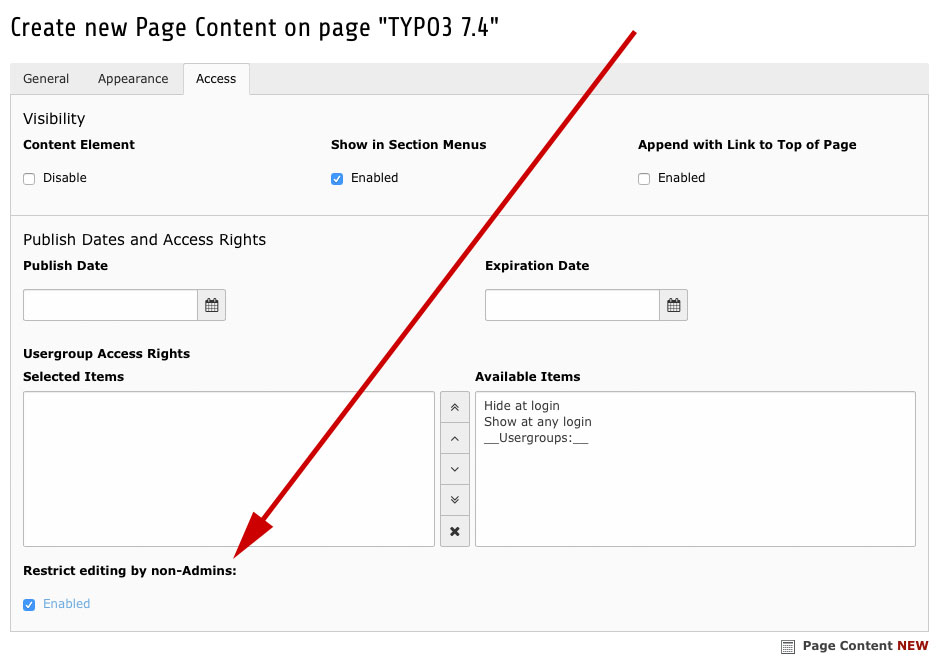 Create new Page Content on page "TYPO3 7.4"
General Appearance Access
Visibility
Content Element Show in Section Menus Append with Link to Top of Page
Disable Enabled Enabled
Publish Dates and Access Rights
Publish Date Expiration Date
Usergroup Access Rights
Selected Items Available Items
Hide at login
Show at any login
__Usergroups:__
Restrict editing by non-Admins:
Enabled
Page Content NEW